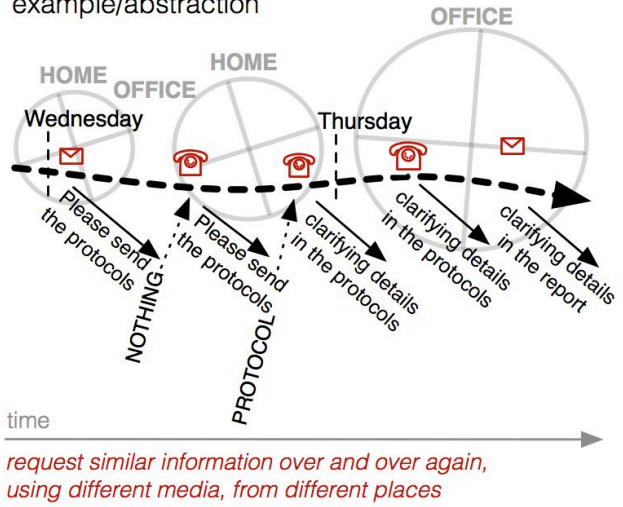 example/abstraction
OFFICE
HOME
HOME
OFFICE
Wednesday
Thursday
Please send
the protocols
NOTHING
Please send
the protocols
PROTOCOL
clarifying details
in the protocols
clarifying details
in the protocols
clarifying details
in the report
time
request similar information over and over again,
using different media, from different places